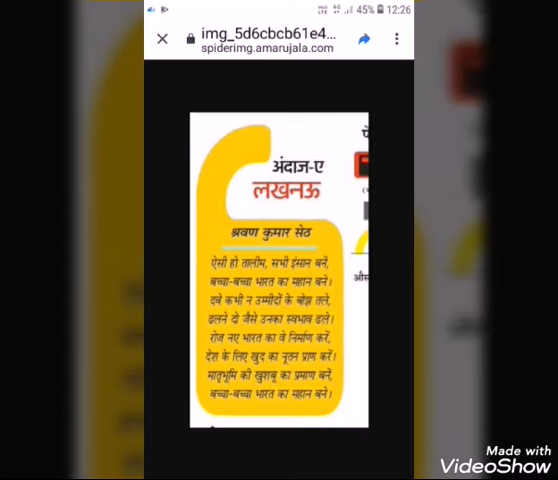 45% 12:26
img_5d6cbcb61e4...
spiderimg.amarujala.com
अंदाज-ए
लखनऊ
श्रवण कुमार सेठ
ऐसी हो तालीम, सभी इंसान बनें,
बच्चा-बच्चा भारत का महान बने।
दबे कभी न उम्मीदों के बोझ तले,
ढलने दो जैसे उनका स्वभाव ढले।
रोज नए भारत का वे निर्माण करें,
देश के लिए खुद का नूतन प्राण करें।
मातृभूमि की खुशबू का प्रमाण बनें,
बच्चा-बच्चा भारत का महान बने।
Made with
VideoShow